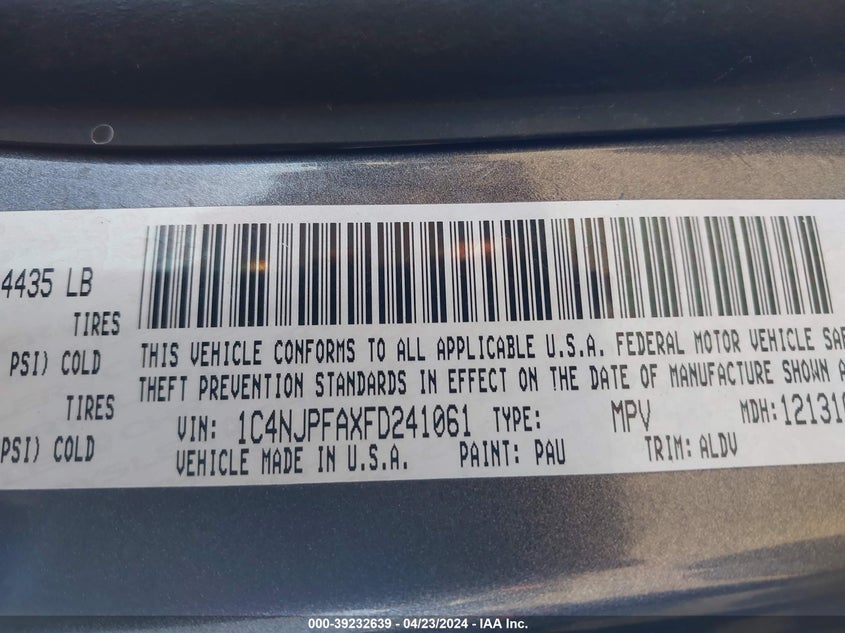 4435 LB
TIRES
PSI) COLD
TIRES
PSI) COLD
THIS VEHICLE CONFORMS TO ALL APPLICABLE U.S.A. FEDERAL MOTOR VEHICLE SAF
THEFT PREVENTION STANDARDS IN EFFECT ON THE DATE OF MANUFACTURE SHOWN A
VIN: 1C4NJPFAXFD241061 TYPE: MPV MDH: 121310
VEHICLE MADE IN U.S.A. PAINT: PAU TRIM: ALDV
000-39232639 - 04/23/2024 - IAA Inc.